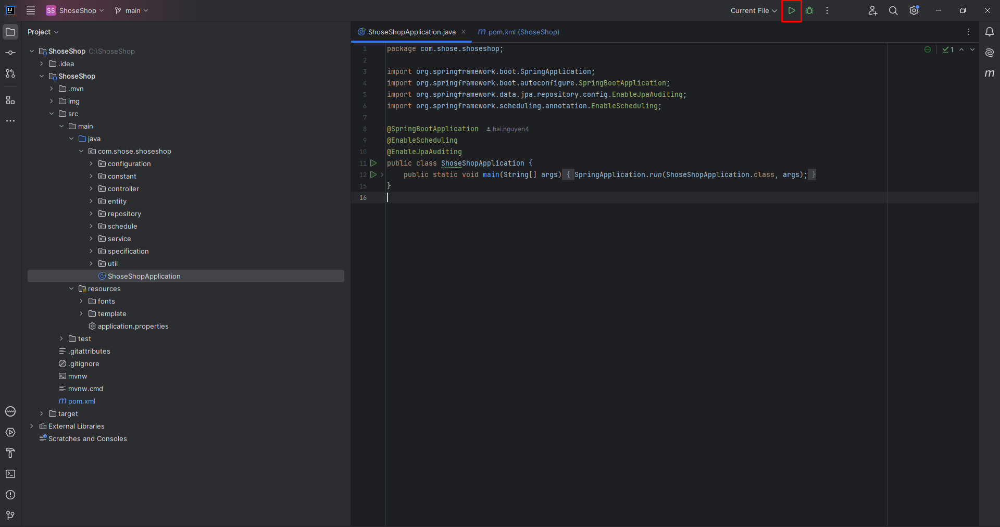 SS ShoseShop main Current File
Project
ShoseShopApplication.java pom.xml (ShoseShop)
ShoseShop C:\ShoseShop
.idea
ShoseShop
.mvn
img
src
main
java
com.shose.shoseshop
configuration
constant
controller
entity
repository
schedule
service
specification
util
ShoseShopApplication
resources
fonts
template
application.properties
test
.gitattributes
.gitignore
mvnw
mvnw.cmd
m pom.xml
target
External Libraries
Scratches and Consoles
1 package com.shose.shoseshop;
2
3 import org.springframework.boot.SpringApplication;
4 import org.springframework.boot.autoconfigure.SpringBootApplication;
5 import org.springframework.data.jpa.repository.config.EnableJpaAuditing;
6 import org.springframework.scheduling.annotation.EnableScheduling;
7
8 @SpringBootApplication hai.nguyen4
9 @EnableScheduling
10 @EnableJpaAuditing
11 public class ShoseShopApplication {
12 public static void main(String[] args) { SpringApplication.run(ShoseShopApplication.class, args); }
15 }
16
1
m